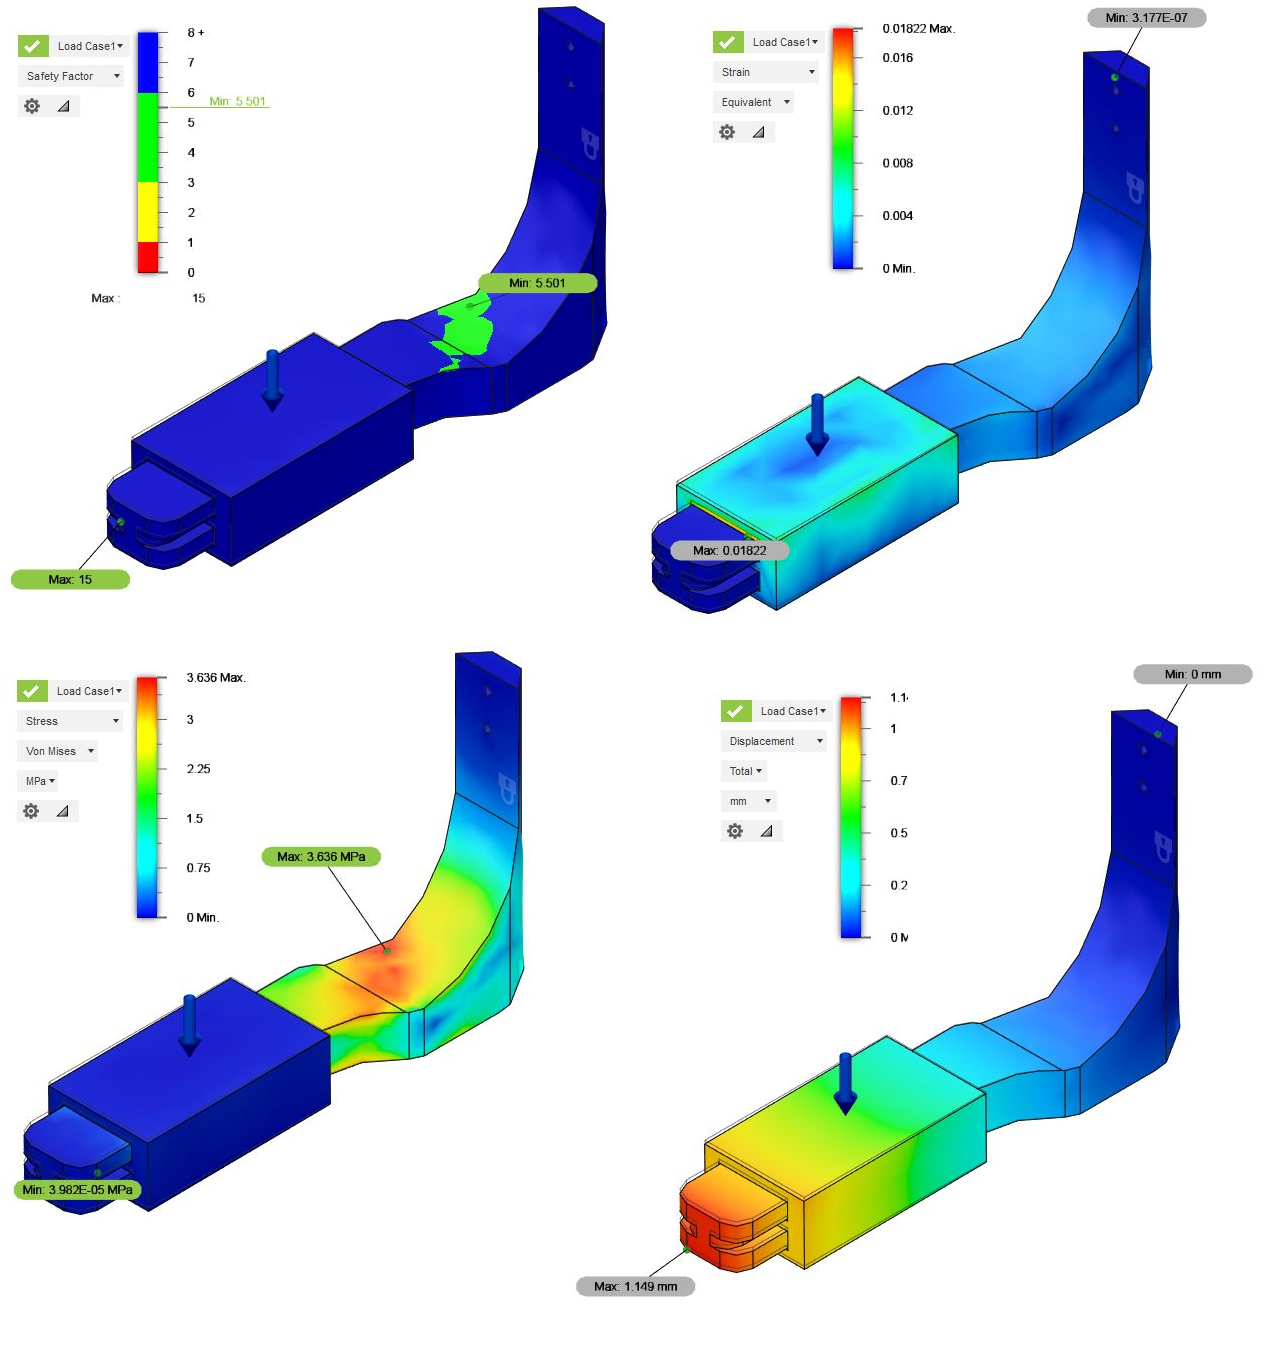 Load Case1
Safety Factor
8 +
7
6
5
4
3
2
1
0
Min: 5.501
Max.:
15
Min: 5.501
Max: 15
Load Case1
Strain
Equivalent
0.01822 Max.
0.016
0.012
0.008
0.004
0 Min.
Min: 3.177E-07
Max: 0.01822
Load Case1
Stress
Von Mises
MPa
3.636 Max.
3
2.25
1.5
0.75
0 Min.
Max: 3.636 MPa
Min: 3.982E-05 MPa
Load Case1
Displacement
Total
mm
1
0.7
0.5
0.2
Min: 0 mm
Max: 1.149 mm